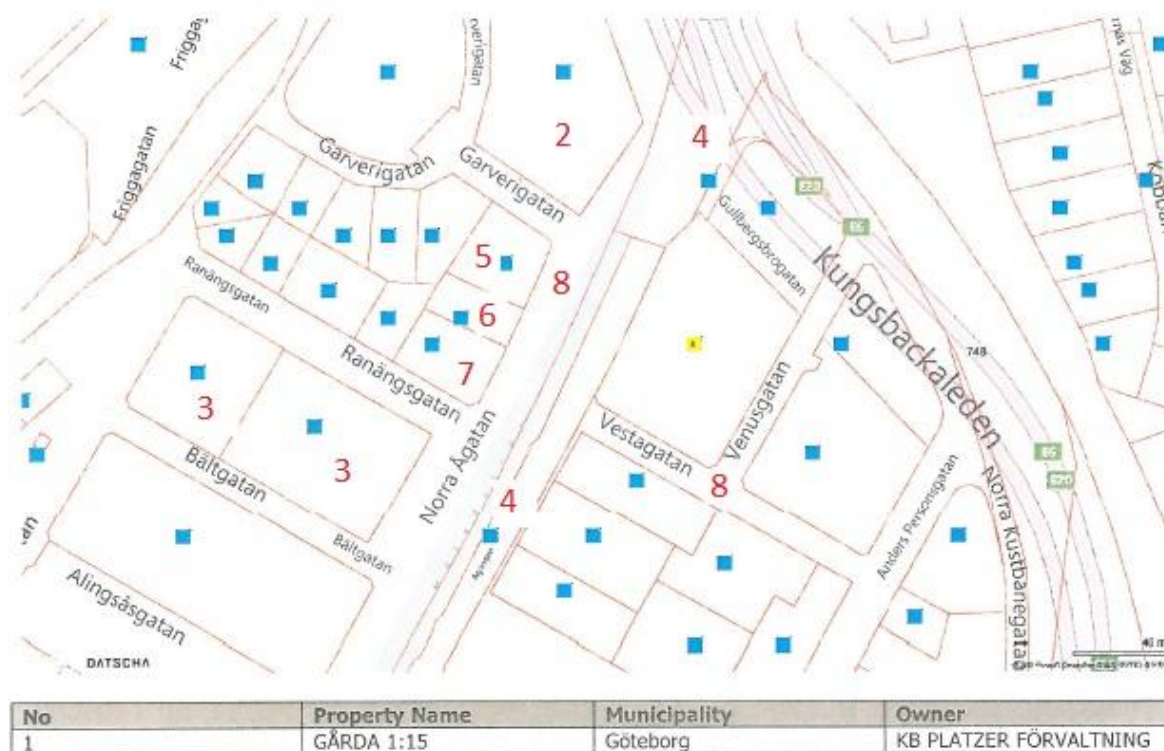 Friggagatan
Friggagatan
Garverigatan
Garverigatan
2
4
E20
E6
Gullbergsbrogatan
Kungsbackaleden
748
5
8
6
7
Ranängsgatan
Ranängsgatan
3
3
Bältgatan
Bältgatan
Norra Ågatan
Vestagatan
Venusgatan
8
4
Anders Personsgatan
Norra Kustbanegatan
E6
E20
Alingsåsgatan
DATSCHA
40 m
No Property Name Municipality Owner
1 GÅRDA 1:15 Göteborg KB PLATZER FÖRVALTNING